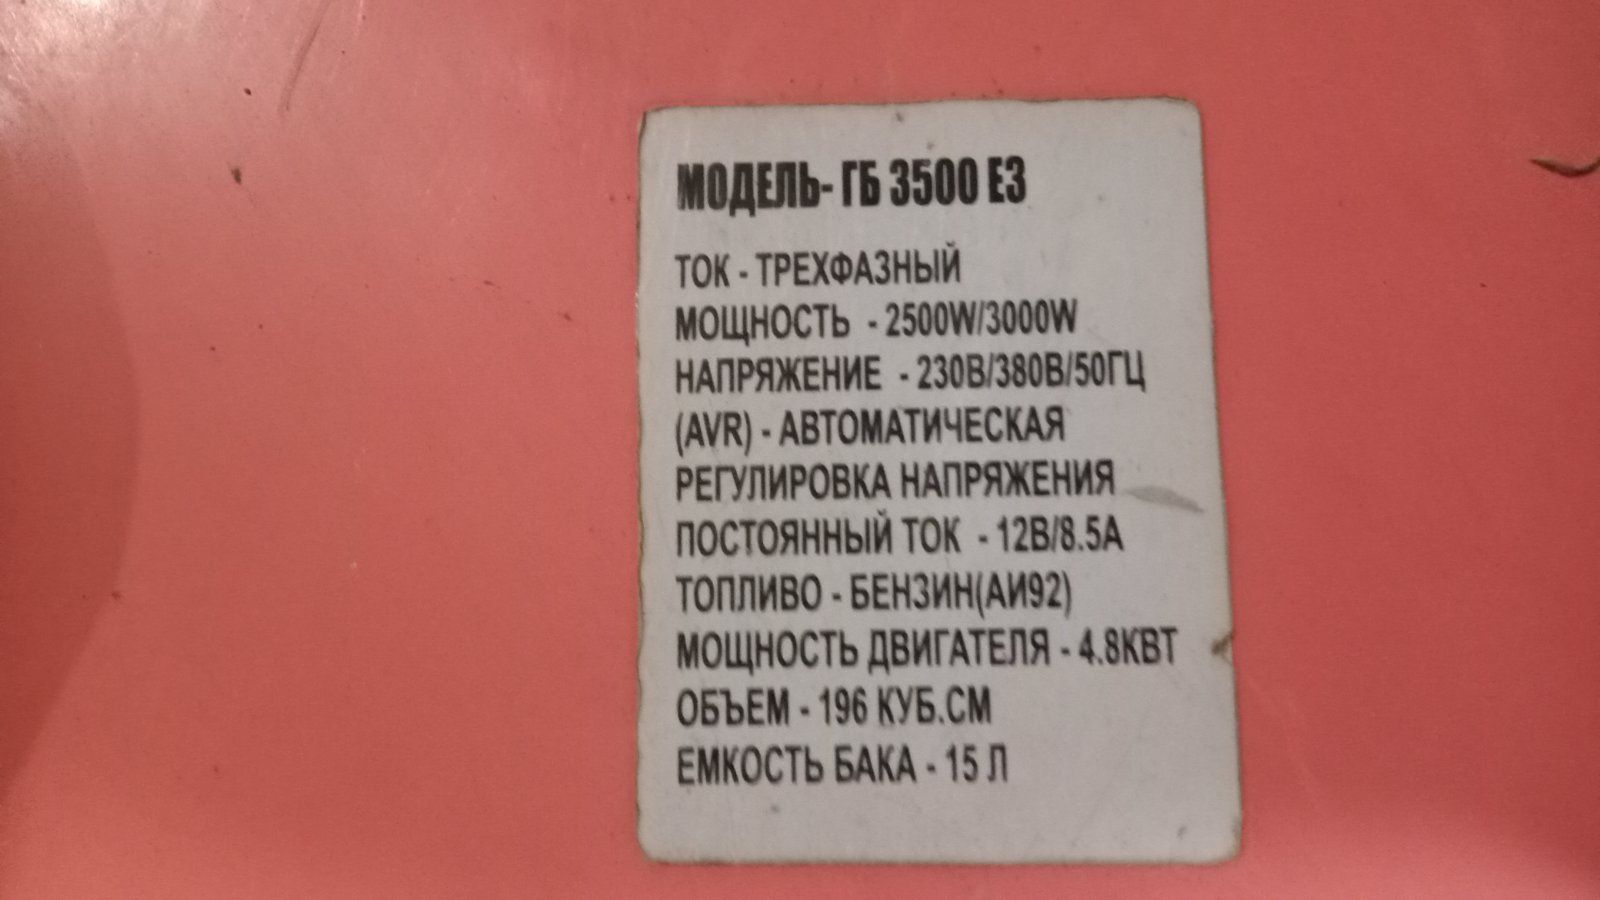 МОДЕЛЬ- ГБ 3500 Е3
ТОК - ТРЕХФАЗНЫЙ
МОЩНОСТЬ - 2500W/3000W
НАПРЯЖЕНИЕ - 230В/380В/50ГЦ
(AVR) - АВТОМАТИЧЕСКАЯ
РЕГУЛИРОВКА НАПРЯЖЕНИЯ
ПОСТОЯННЫЙ ТОК - 12В/8.5А
ТОПЛИВО - БЕНЗИН(АИ92)
МОЩНОСТЬ ДВИГАТЕЛЯ - 4.8КВТ
ОБЪЕМ - 196 КУБ.СМ
ЕМКОСТЬ БАКА - 15 Л